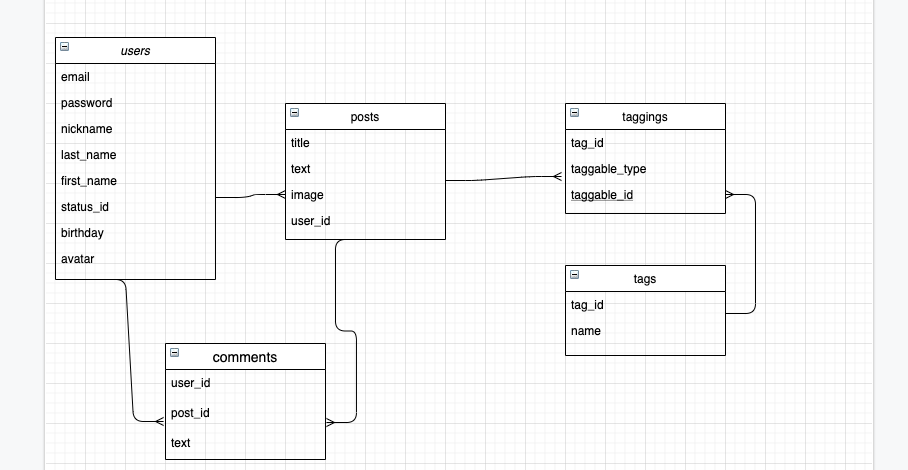 users
email
password
nickname
last_name
first_name
status_id
birthday
avatar
posts
title
text
image
user_id
taggings
tag_id
taggable_type
taggable_id
tags
tag_id
name
comments
user_id
post_id
text